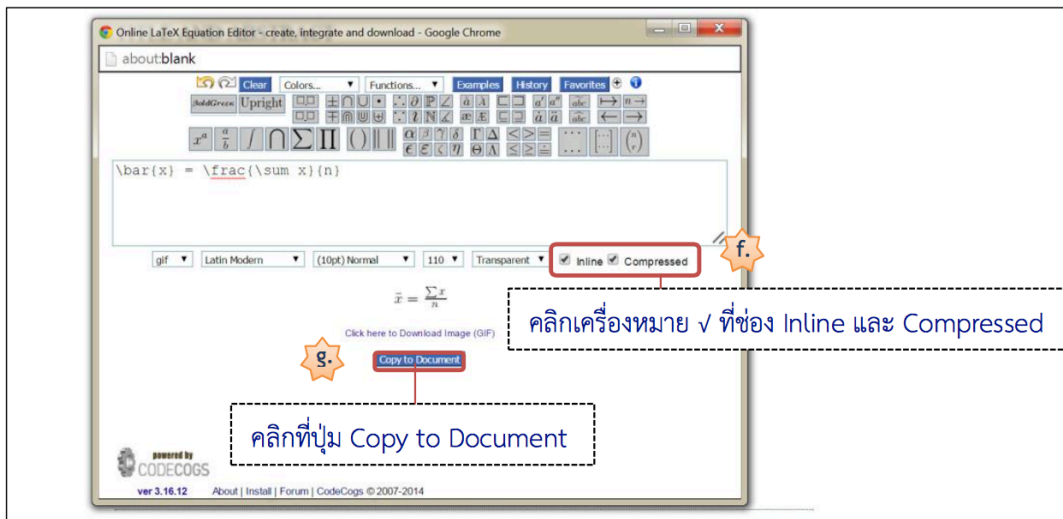 Online LaTeX Equation Editor - create, integrate and download - Google Chrome
about:blank
Clear Colors... Functions... Examples History Favorites
Upright
\bar{x} = \frac{\sum x}{n}
gif Latin Modern (10pt) Normal 110 Transparent Inline Compressed
f.
x̄ = ∑x/n
คลิกเครื่องหมาย √ ที่ช่อง Inline และ Compressed
Click here to Download Image (GIF)
g.
Copy to Document
คลิกที่ปุ่ม Copy to Document
powered by
CODECOGS
ver 3.16.12 About | Install | Forum | CodeCogs © 2007-2014